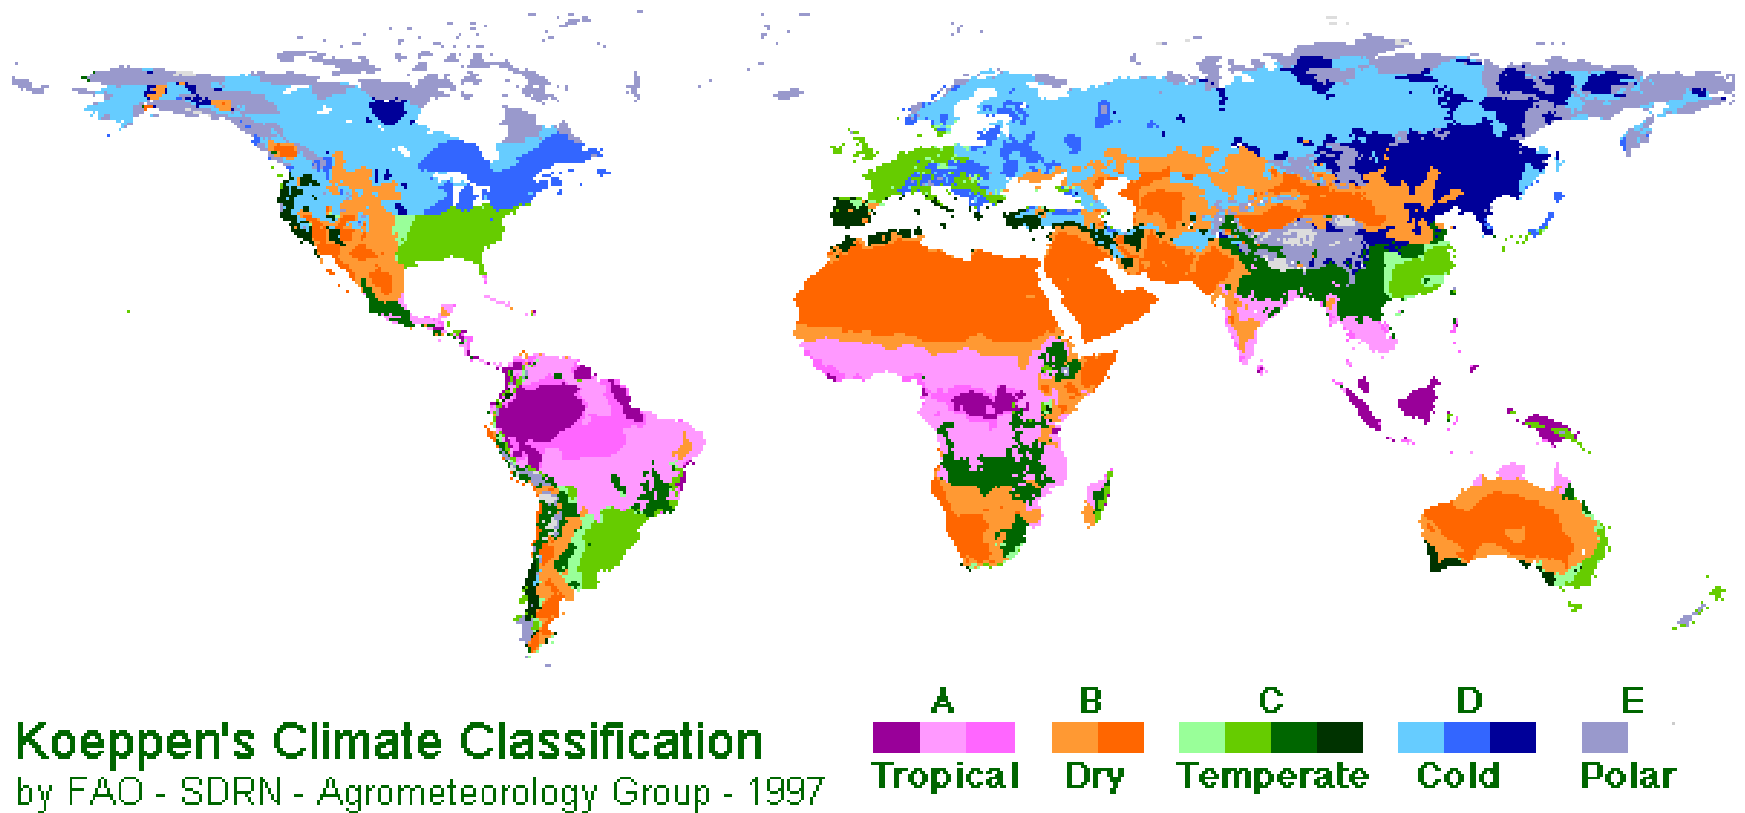 A B C D E
Tropical Dry Temperate Cold Polar
Koeppen's Climate Classification
by FAO - SDRN - Agrometeorology Group - 1997